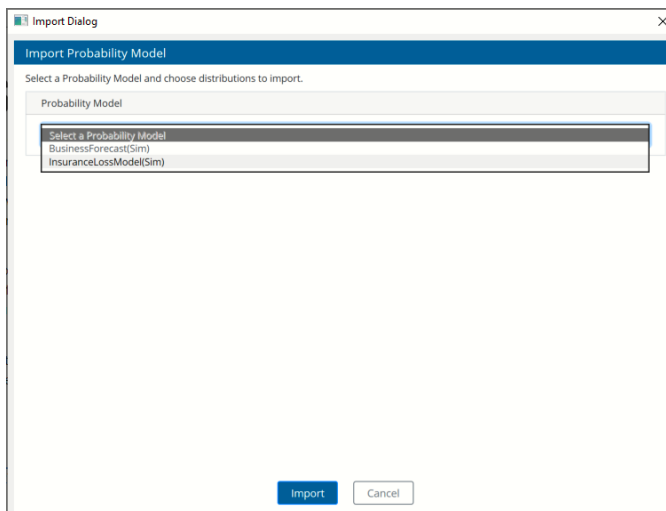 Import Dialog
Import Probability Model
Select a Probability Model and choose distributions to import.
Probability Model
Select a Probability Model
BusinessForecast(Sim)
InsuranceLossModel(Sim)
Import
Cancel